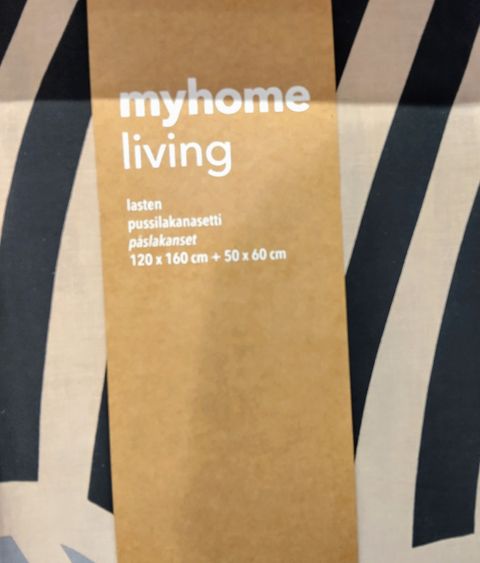 myhome
living
lasten
pussilakanasetti
påslakanset
120 x 160 cm + 50 x 60 cm